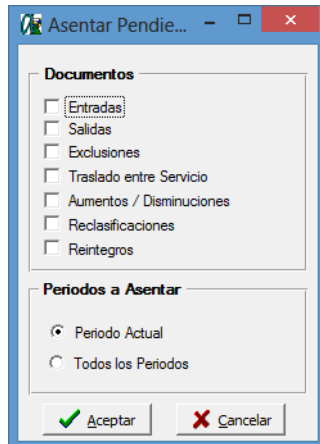 Asentar Pendie...
Documentos
Entradas
Salidas
Exclusiones
Traslado entre Servicio
Aumentos / Disminuciones
Reclasificaciones
Reintegros
Periodos a Asentar
Periodo Actual
Todos los Periodos
Aceptar Cancelar